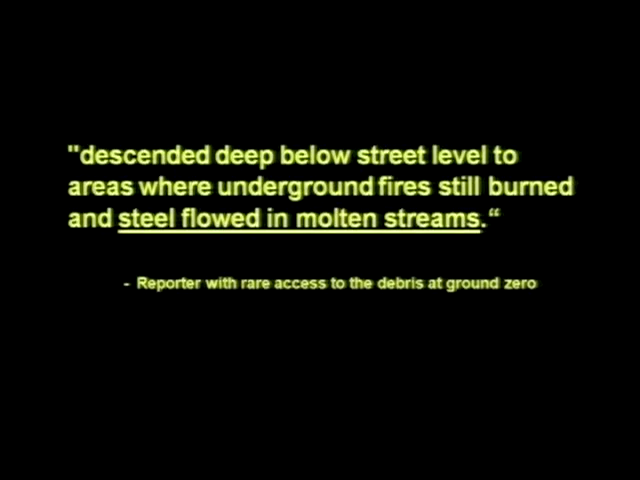 "descended deep below street level to
areas where underground fires still burned
and steel flowed in molten streams.“
- Reporter with rare access to the debris at ground zero